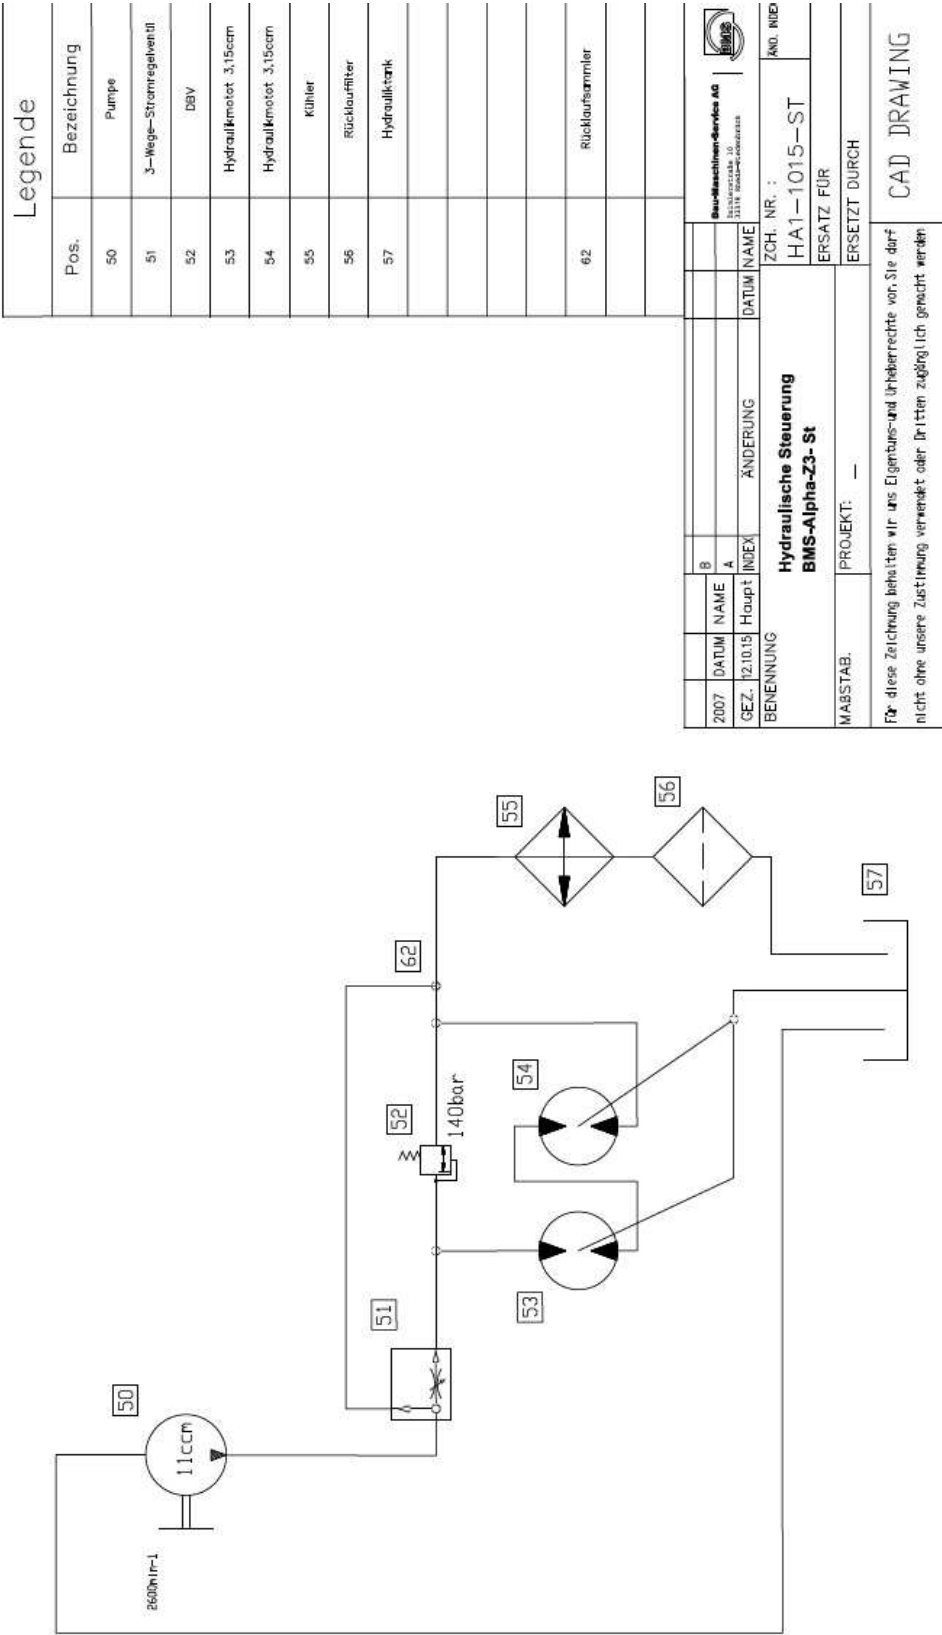 Legende
Pos. Bezeichnung
50 Pumpe
51 3-Wege-Stromregelventil
52 DBV
53 Hydraulikmotot 3,15ccm
54 Hydraulikmotot 3,15ccm
55 Kühler
56 Rücklauffilter
57 Hydrauliktank
62 Rücklaufsammler
50
11ccm
2600min-1
51
52
140bar
53
54
62
55
56
57
B
A
2007 DATUM NAME
GEZ. 12.10.15 Haupt INDEX ÄNDERUNG DATUM NAME
BMS
Bau-Maschinen-Service AG
BENENNUNG
Hydraulische Steuerung
BMS-Alpha-Z3- St
ZCH. NR. :
HA1-1015-ST
ÄND. INDEX
ERSATZ FÜR
MAßSTAB.
PROJEKT: —
ERSETZT DURCH
Für diese Zeichnung behalten wir uns Eigentums-und Urheberrechte vor.Sie darf
nicht ohne unsere Zustimmung verwendet oder Dritten zugänglich gemacht werden
CAD DRAWING